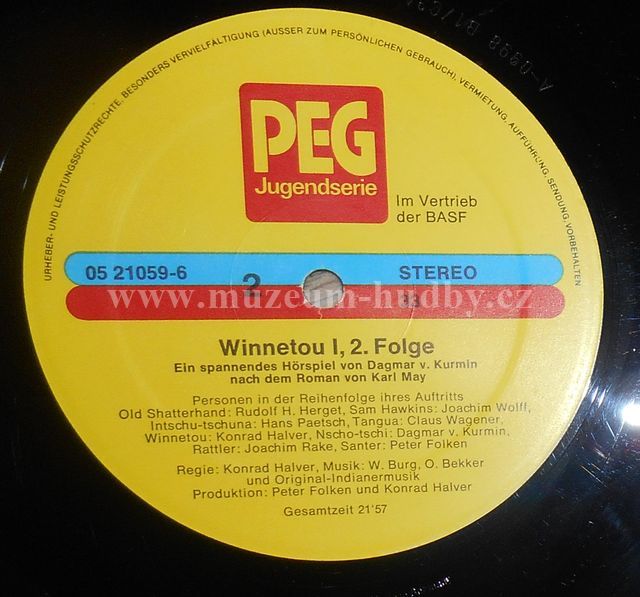 URHEBER- UND LEISTUNGSSCHUTZRECHTE, BESONDERS VERVIELFÄLTIGUNG (AUSSER ZUM PERSÖNLICHEN GEBRAUCH), VERMIETUNG, AUFFÜHRUNG, SENDUNG, VORBEHALTEN
PEG
Jugendserie
Im Vertrieb
der BASF
05 21059-6
2
STEREO
33
www.muzeum-hudby.cz
Winnetou I, 2. Folge
Ein spannendes Hörspiel von Dagmar v. Kurmin
nach dem Roman von Karl May
Personen in der Reihenfolge ihres Auftritts
Old Shatterhand: Rudolf H. Herget, Sam Hawkins: Joachim Wolff,
Intschu-tschuna: Hans Paetsch, Tangua: Claus Wagener,
Winnetou: Konrad Halver, Nscho-tschi: Dagmar v. Kurmin,
Rattler: Joachim Rake, Santer: Peter Folken
Regie: Konrad Halver, Musik: W. Burg, O. Bekker
und Original-Indianermusik
Produktion: Peter Folken und Konrad Halver
Gesamtzeit 21'57